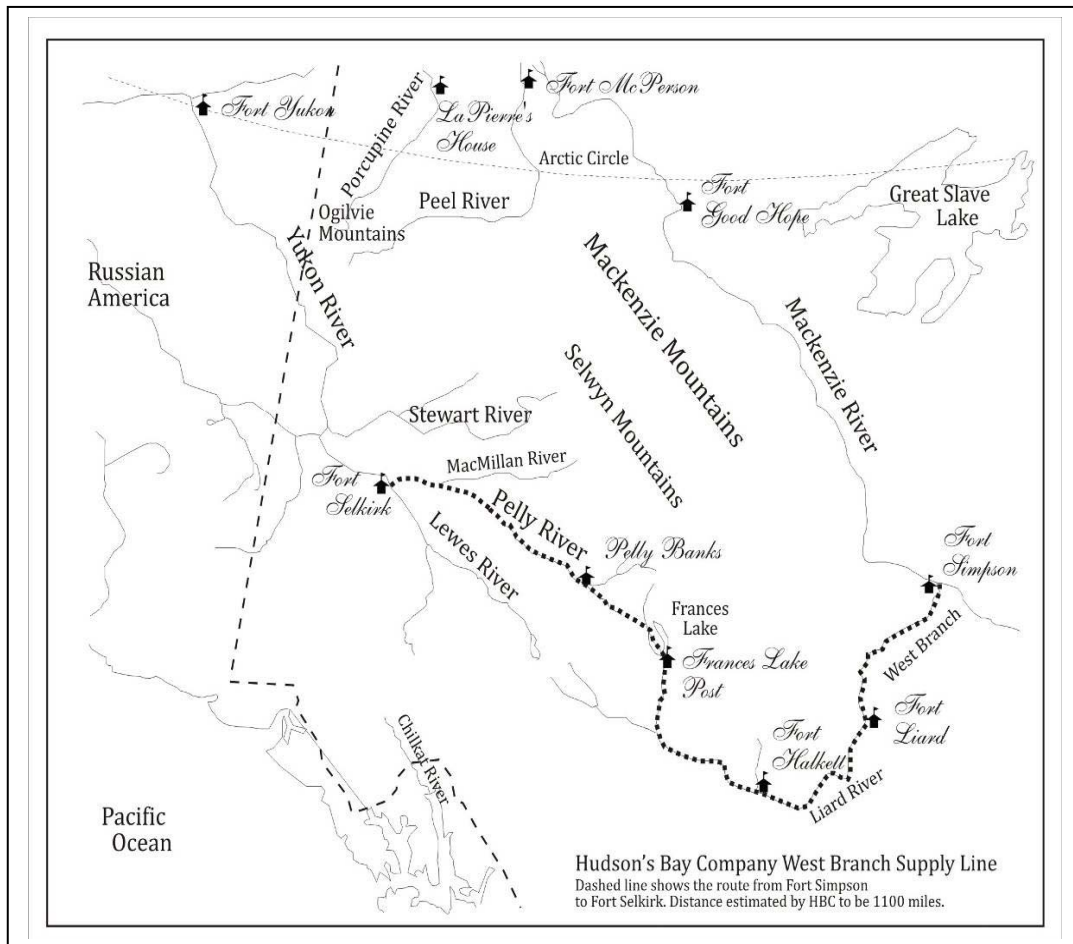 Fort Yukon
Porcupine River
La Pierre's
House
Fort McPerson
Arctic Circle
Fort
Good Hope
Great Slave
Lake
Ogilvie
Mountains
Peel River
Yukon River
Russian
America
Mackenzie Mountains
Mackenzie River
Selwyn Mountains
Stewart River
MacMillan River
Fort
Selkirk
Pelly River
Lewes River
Pelly Banks
Fort
Simpson
Frances
Lake
Frances Lake
Post
West Branch
Fort
Liard
Fort
Halkell
Liard River
Chilkat River
Pacific
Ocean
Hudson's Bay Company West Branch Supply Line
Dashed line shows the route from Fort Simpson
to Fort Selkirk. Distance estimated by HBC to be 1100 miles.